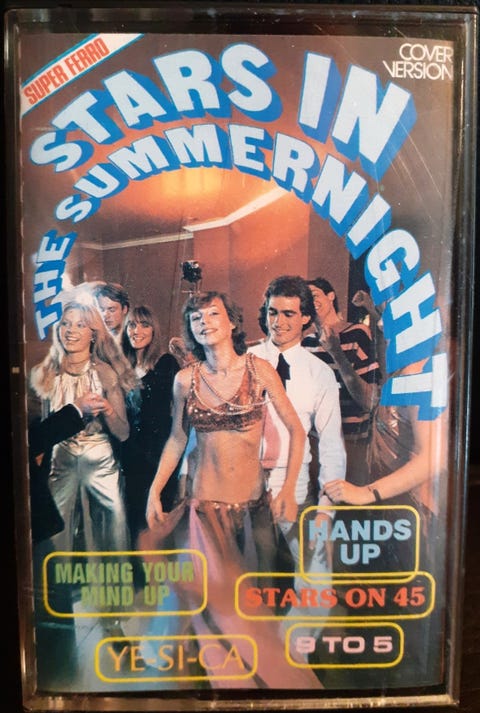 SUPER FERRO
COVER
VERSION
STARS IN
THE SUMMERNIGHT
HANDS
UP
MAKING YOUR
MIND UP
STARS ON 45
YE-SI-CA
9 TO 5